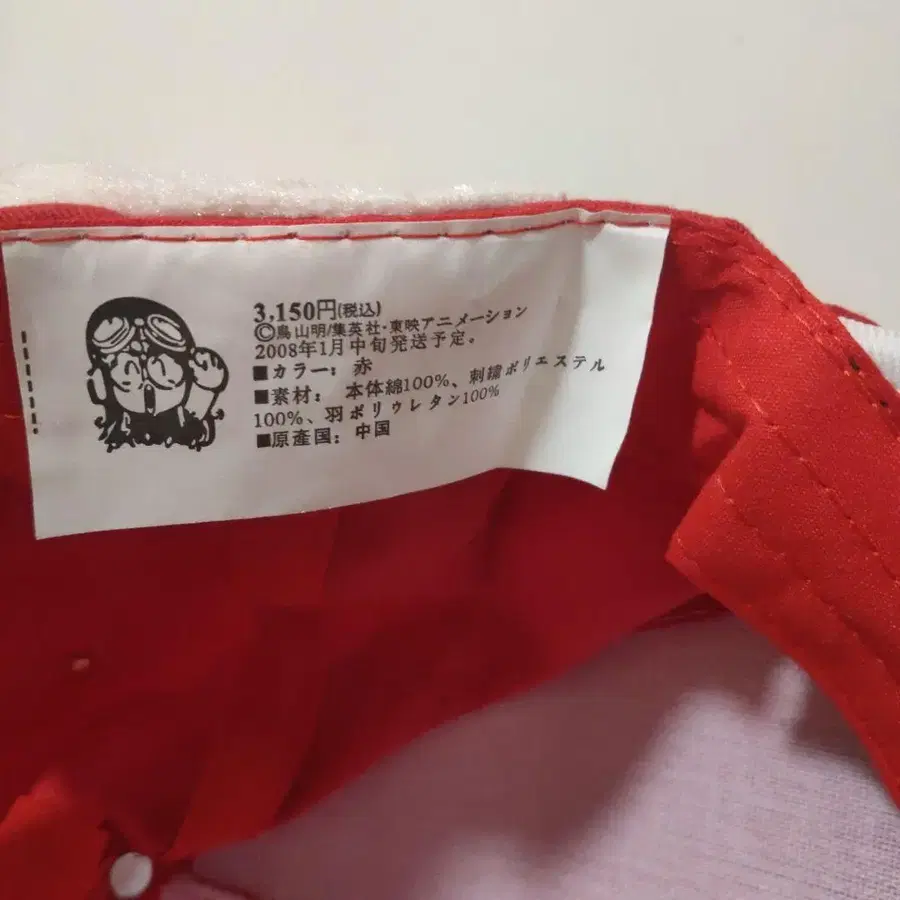 3,150円(税込)
©鳥山明/集英社・東映アニメーション
2008年1月中旬発送予定。
■カラー: 赤
■素材: 本体綿100%、刺繍ポリエステル
100%、羽ポリウレタン100%
■原産国: 中国